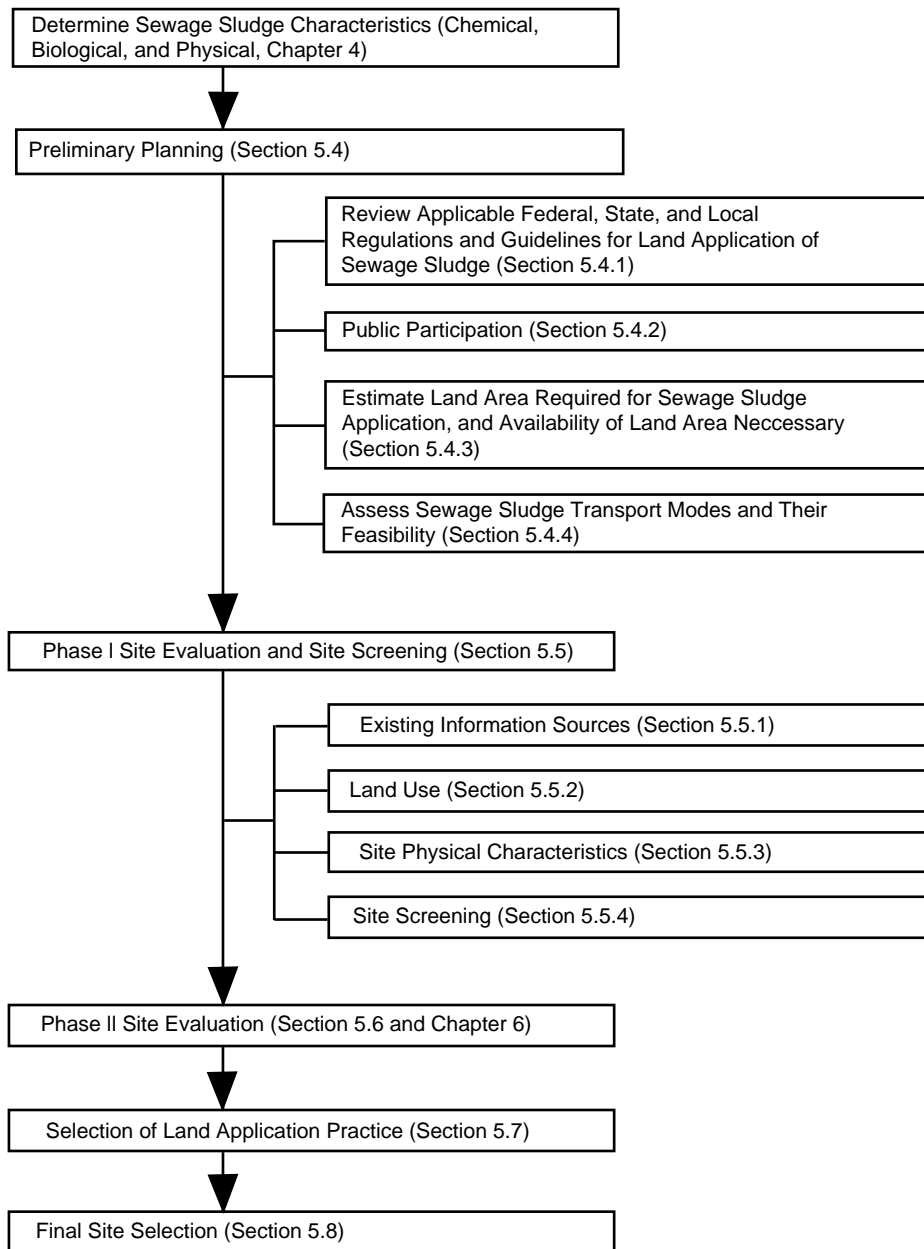 Determine Sewage Sludge Characteristics (Chemical,
Biological, and Physical, Chapter 4)
Preliminary Planning (Section 5.4)
Review Applicable Federal, State, and Local
Regulations and Guidelines for Land Application of
Sewage Sludge (Section 5.4.1)
Public Participation (Section 5.4.2)
Estimate Land Area Required for Sewage Sludge
Application, and Availability of Land Area Neccessary
(Section 5.4.3)
Assess Sewage Sludge Transport Modes and Their
Feasibility (Section 5.4.4)
Phase I Site Evaluation and Site Screening (Section 5.5)
Existing Information Sources (Section 5.5.1)
Land Use (Section 5.5.2)
Site Physical Characteristics (Section 5.5.3)
Site Screening (Section 5.5.4)
Phase II Site Evaluation (Section 5.6 and Chapter 6)
Selection of Land Application Practice (Section 5.7)
Final Site Selection (Section 5.8)